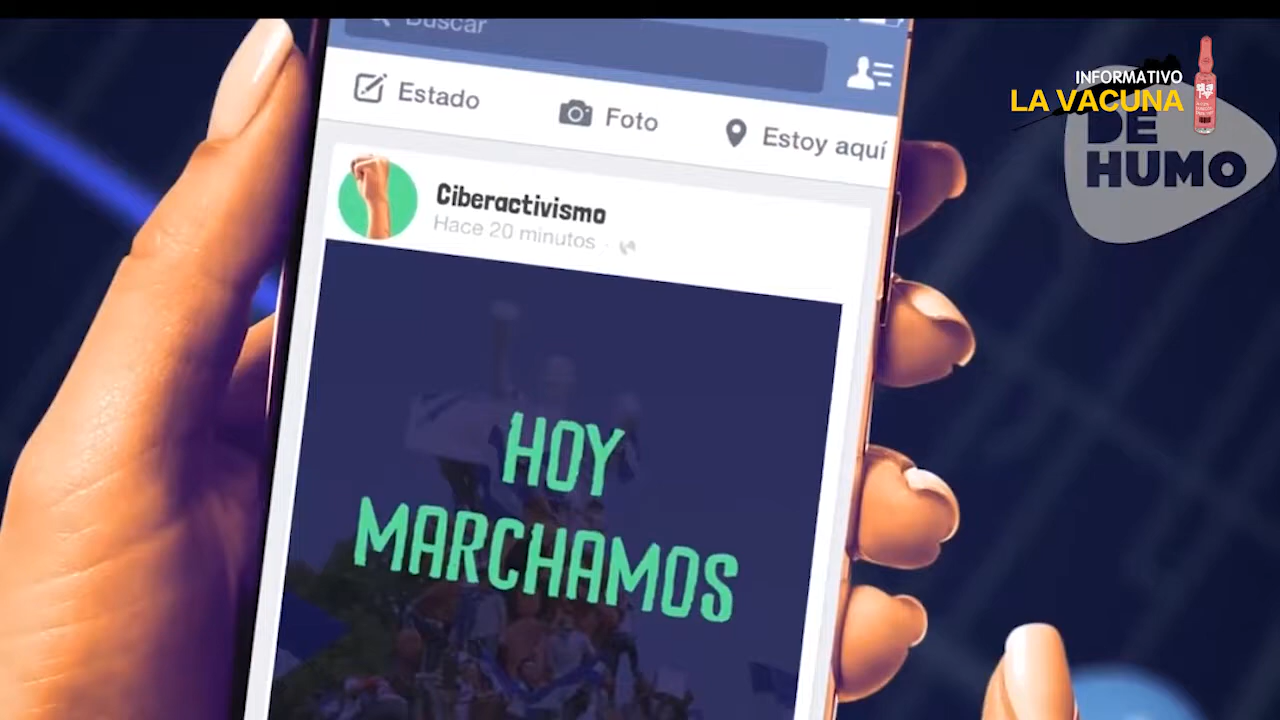 Buscar
Estado
Foto
Estoy aquí
Ciberactivismo
Hace 20 minutos
HOY
MARCHAMOS
INFORMATIVO
LA VACUNA
DE
HUMO